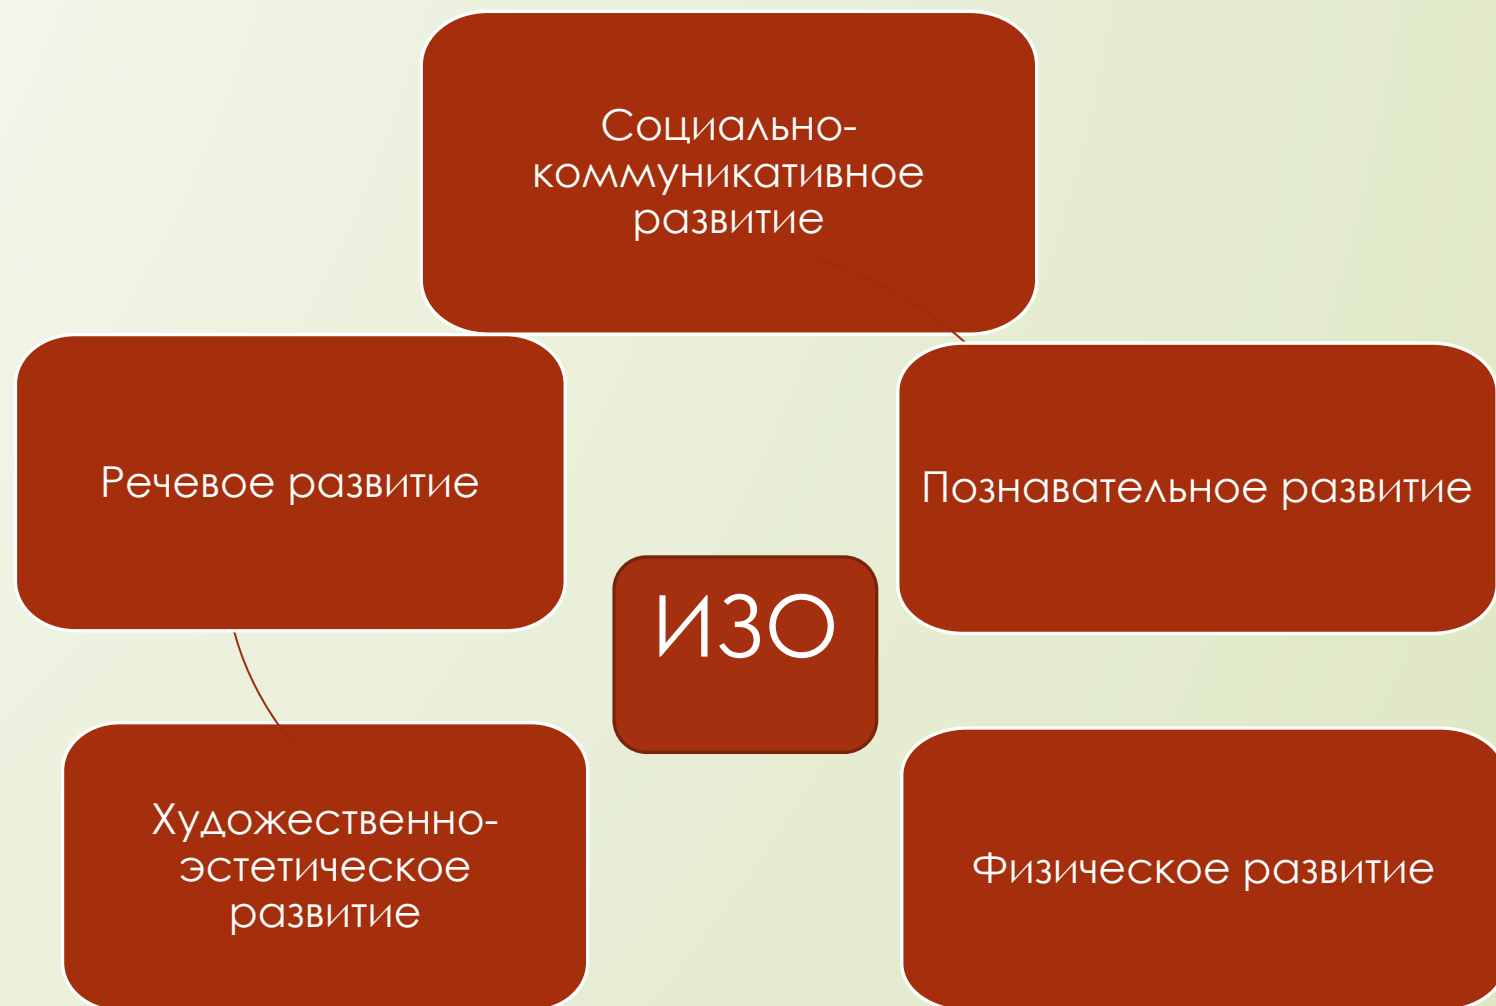 Социально-
коммуникативное
развитие
Речевое развитие
Познавательное развитие
ИЗО
Художественно-
эстетическое
развитие
Физическое развитие